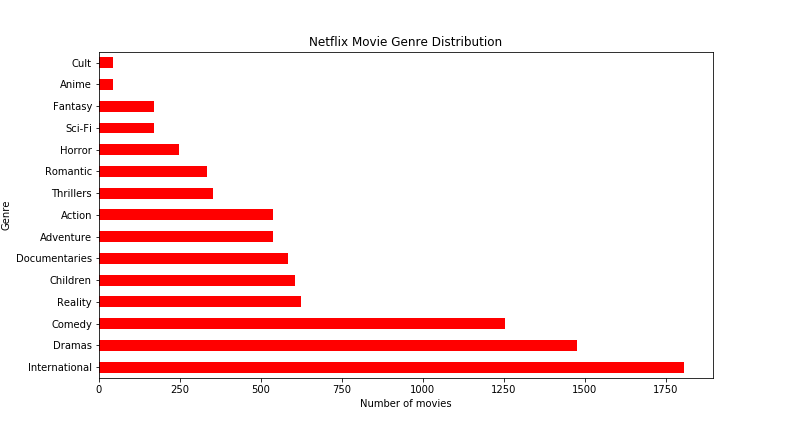 Netflix Movie Genre Distribution
Cult
Anime
Fantasy
Sci-Fi
Horror
Romantic
Thrillers
Action
Adventure
Documentaries
Children
Reality
Comedy
Dramas
International
Genre
0 250 500 750 1000 1250 1500 1750
Number of movies